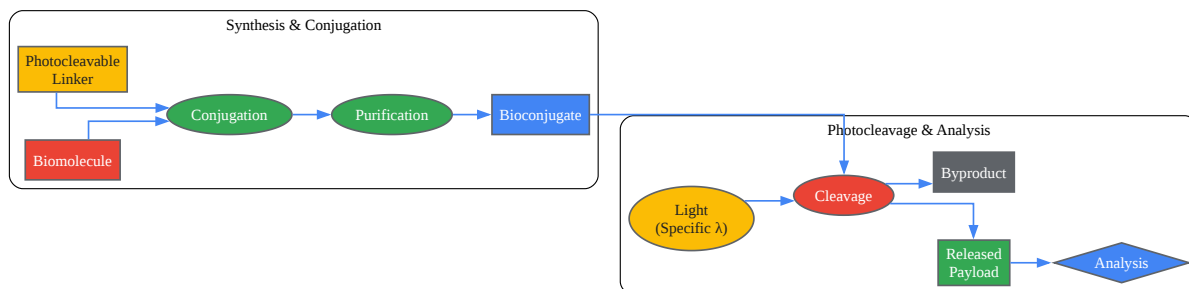 Synthesis & Conjugation
Photocleavable
Linker
Conjugation
Purification
Bioconjugate
Biomolecule
Photocleavage & Analysis
Byproduct
Cleavage
Light
(Specific λ)
Released
Payload
Analysis